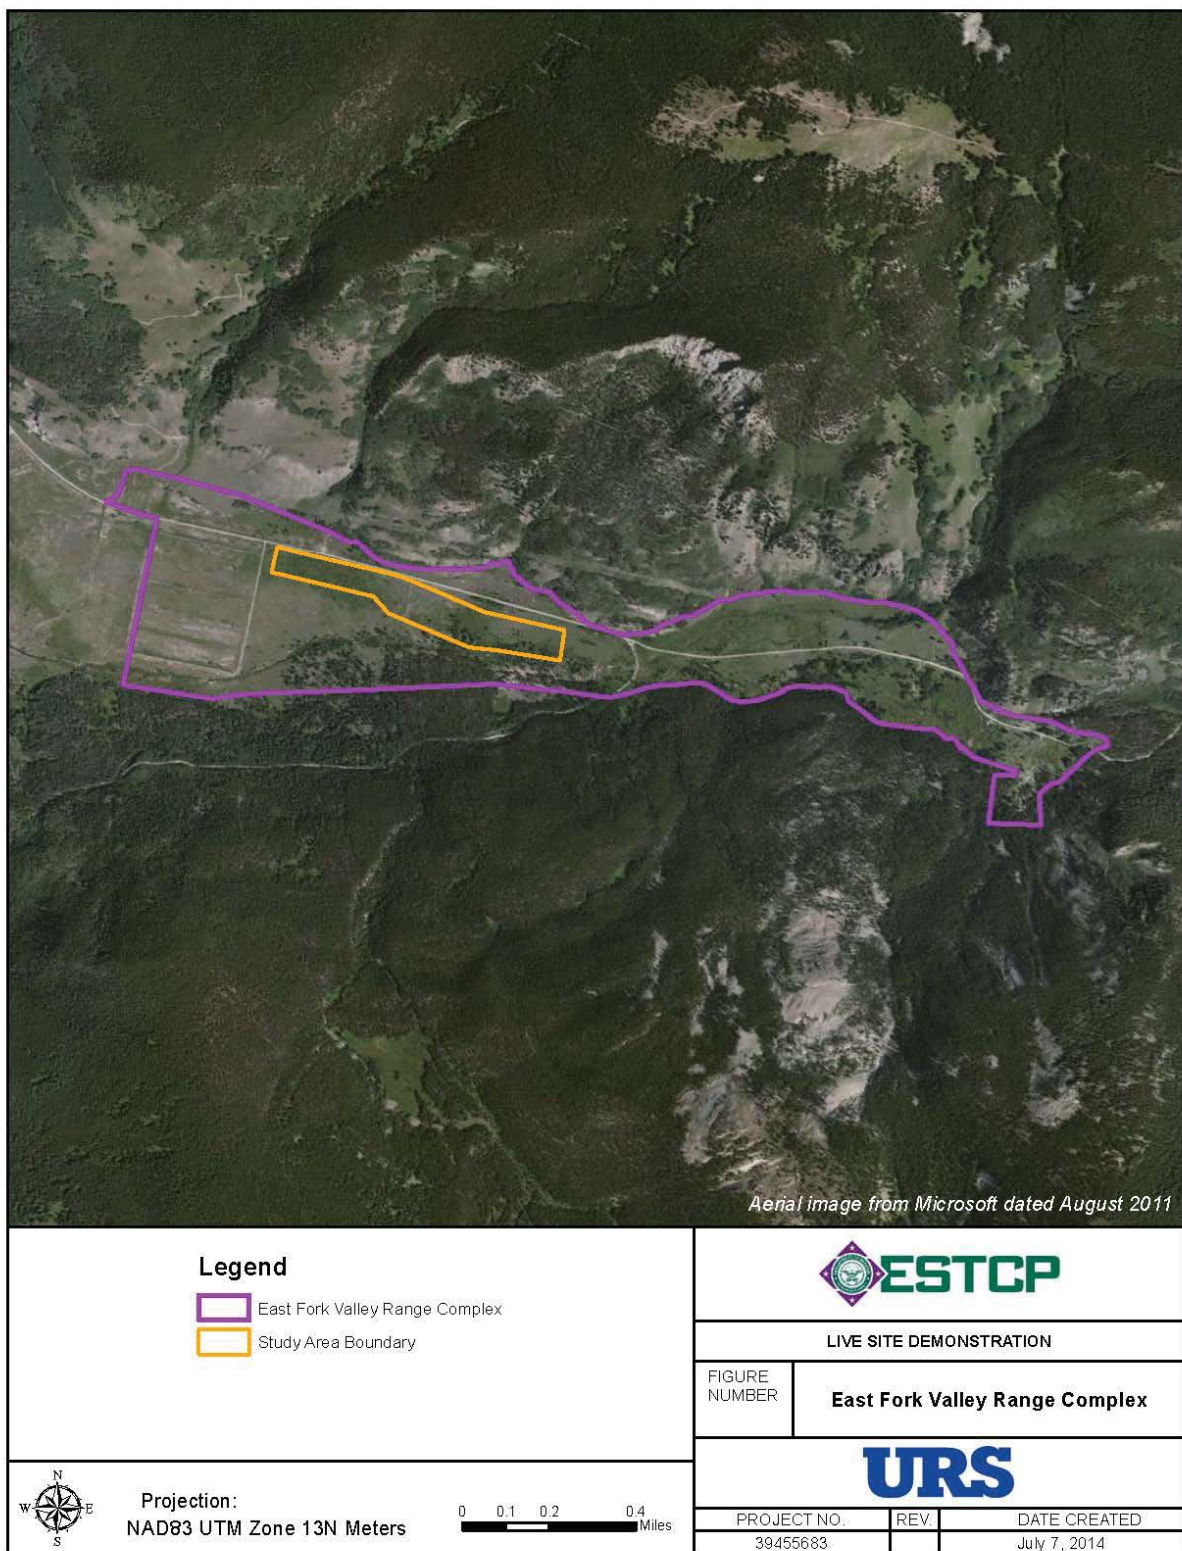 Aerial image from Microsoft dated August 2011
Legend
East Fork Valley Range Complex
Study Area Boundary
N
W E
S
Projection:
NAD83 UTM Zone 13N Meters
0 0.1 0.2 0.4
Miles
ESTCP
LIVE SITE DEMONSTRATION
FIGURE
NUMBER
East Fork Valley Range Complex
URS
PROJECT NO. REV. DATE CREATED
39455683 July 7, 2014